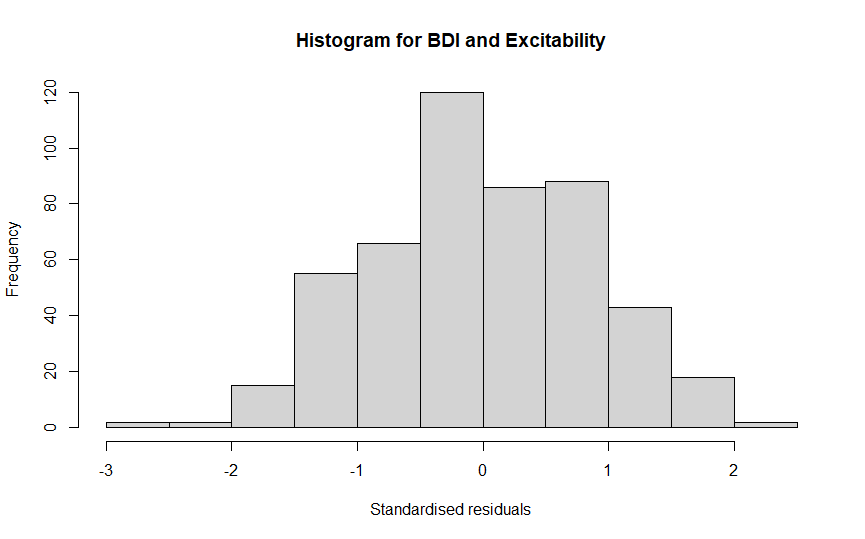 Histogram for BDI and Excitability
Frequency
120
100
80
60
40
20
0
-3 -2 -1 0 1 2
Standardised residuals